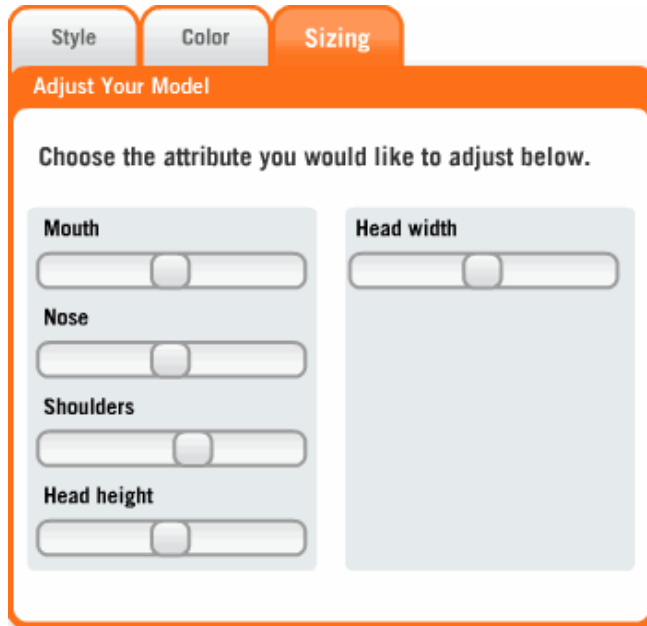 Style
Color
Sizing
Adjust Your Model
Choose the attribute you would like to adjust below.
Mouth
Head width
Nose
Shoulders
Head height